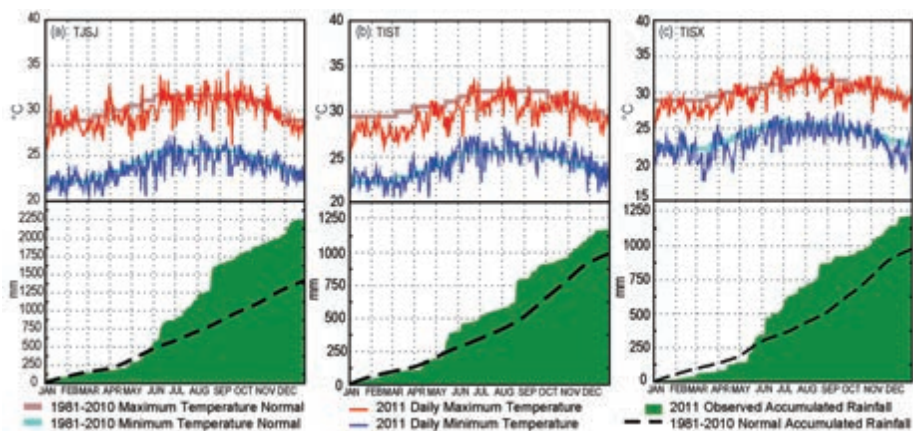 (a): TJSJ
(b): TIST
(c): TISX
40
35
°C
30
25
20
40
35
°C
30
25
20
40
35
30
°C
25
20
15
2250
2000
1750
1500
mm
1250
1000
750
500
250
0
1250
1000
mm
750
500
250
0
1250
1000
mm
750
500
250
0
JAN FEB MAR APR MAY JUN JUL AUG SEP OCT NOV DEC
JAN FEB MAR APR MAY JUN JUL AUG SEP OCT NOV DEC
JAN FEB MAR APR MAY JUN JUL AUG SEP OCT NOV DEC
1981-2010 Maximum Temperature Normal
1981-2010 Minimum Temperature Normal
2011 Daily Maximum Temperature
2011 Daily Minimum Temperature
2011 Observed Accumulated Rainfall
1981-2010 Normal Accumulated Rainfall